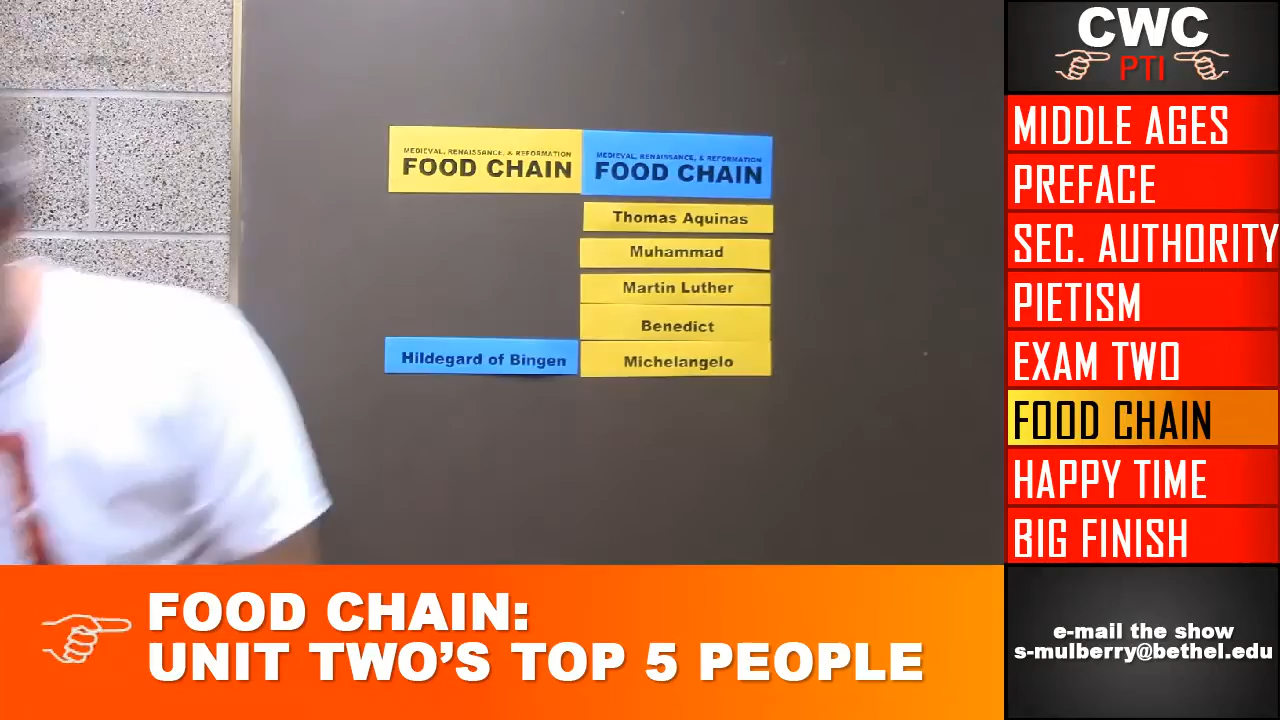 MEDIEVAL, RENAISSANCE, & REFORMATION
FOOD CHAIN
MEDIEVAL, RENAISSANCE, & REFORMATION
FOOD CHAIN
Thomas Aquinas
Muhammad
Martin Luther
Benedict
Hildegard of Bingen
Michelangelo
CWC
PTI
MIDDLE AGES
PREFACE
SEC. AUTHORITY
PIETISM
EXAM TWO
FOOD CHAIN
HAPPY TIME
BIG FINISH
FOOD CHAIN:
UNIT TWO'S TOP 5 PEOPLE
e-mail the show
s-mulberry@bethel.edu